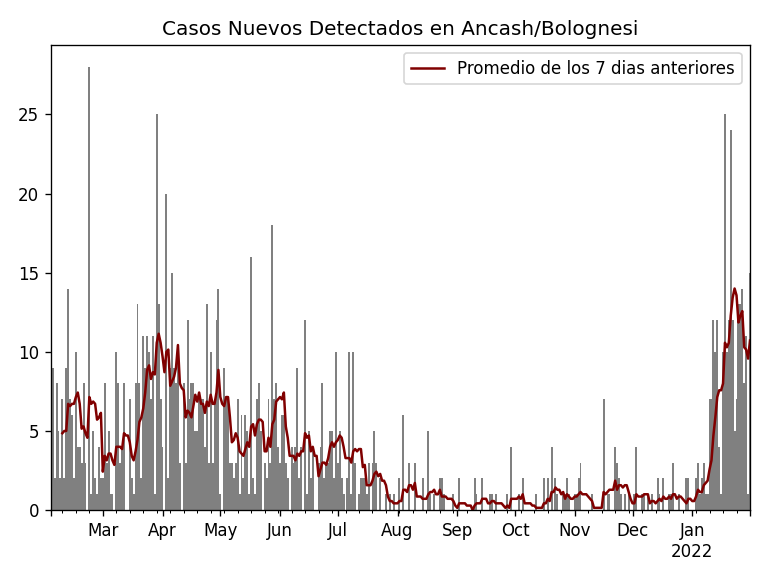 Casos Nuevos Detectados en Ancash/Bolognesi
Promedio de los 7 dias anteriores
25
20
15
10
5
0
Mar Apr May Jun Jul Aug Sep Oct Nov Dec Jan
2022